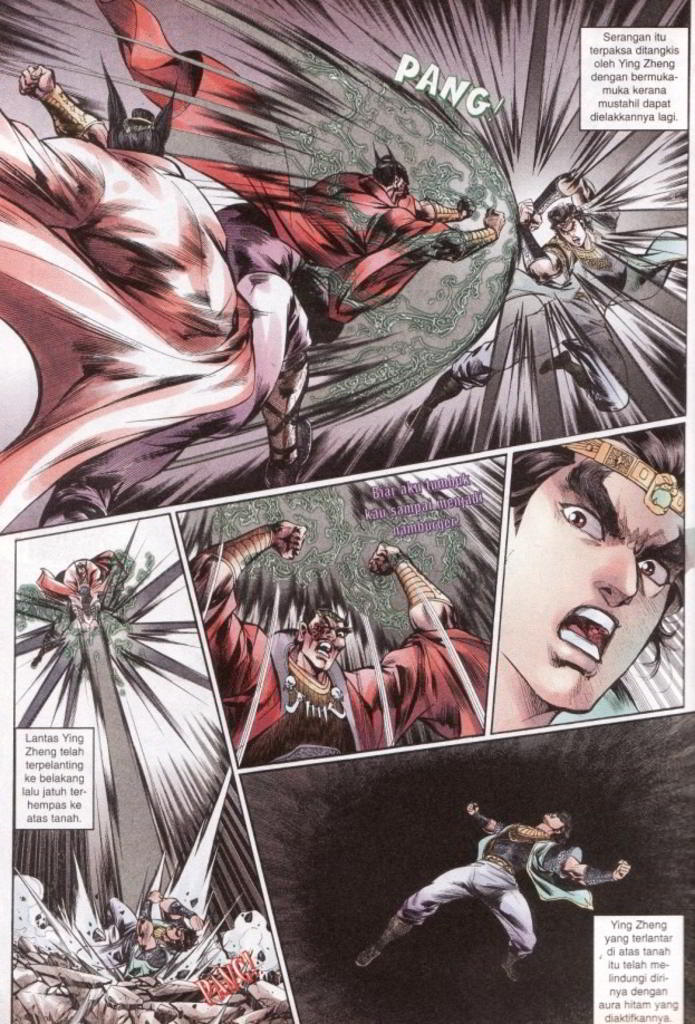 Serangan itu
terpaksa ditangkis
oleh Ying Zheng
dengan bermuka-
muka kerana
mustahil dapat
dielakkannya lagi.
PANG!
Biar aku tumbuk
kau sampai menjadi
hamburger.
Lantas Ying
Zheng telah
terpelanting
ke belakang
lalu jatuh ter-
hempas ke
atas tanah.
PANG!
Ying Zheng
yang terlantar
di atas tanah
itu telah me-
lindungi diri-
nya dengan
aura hitam yang
diaktifkannya.